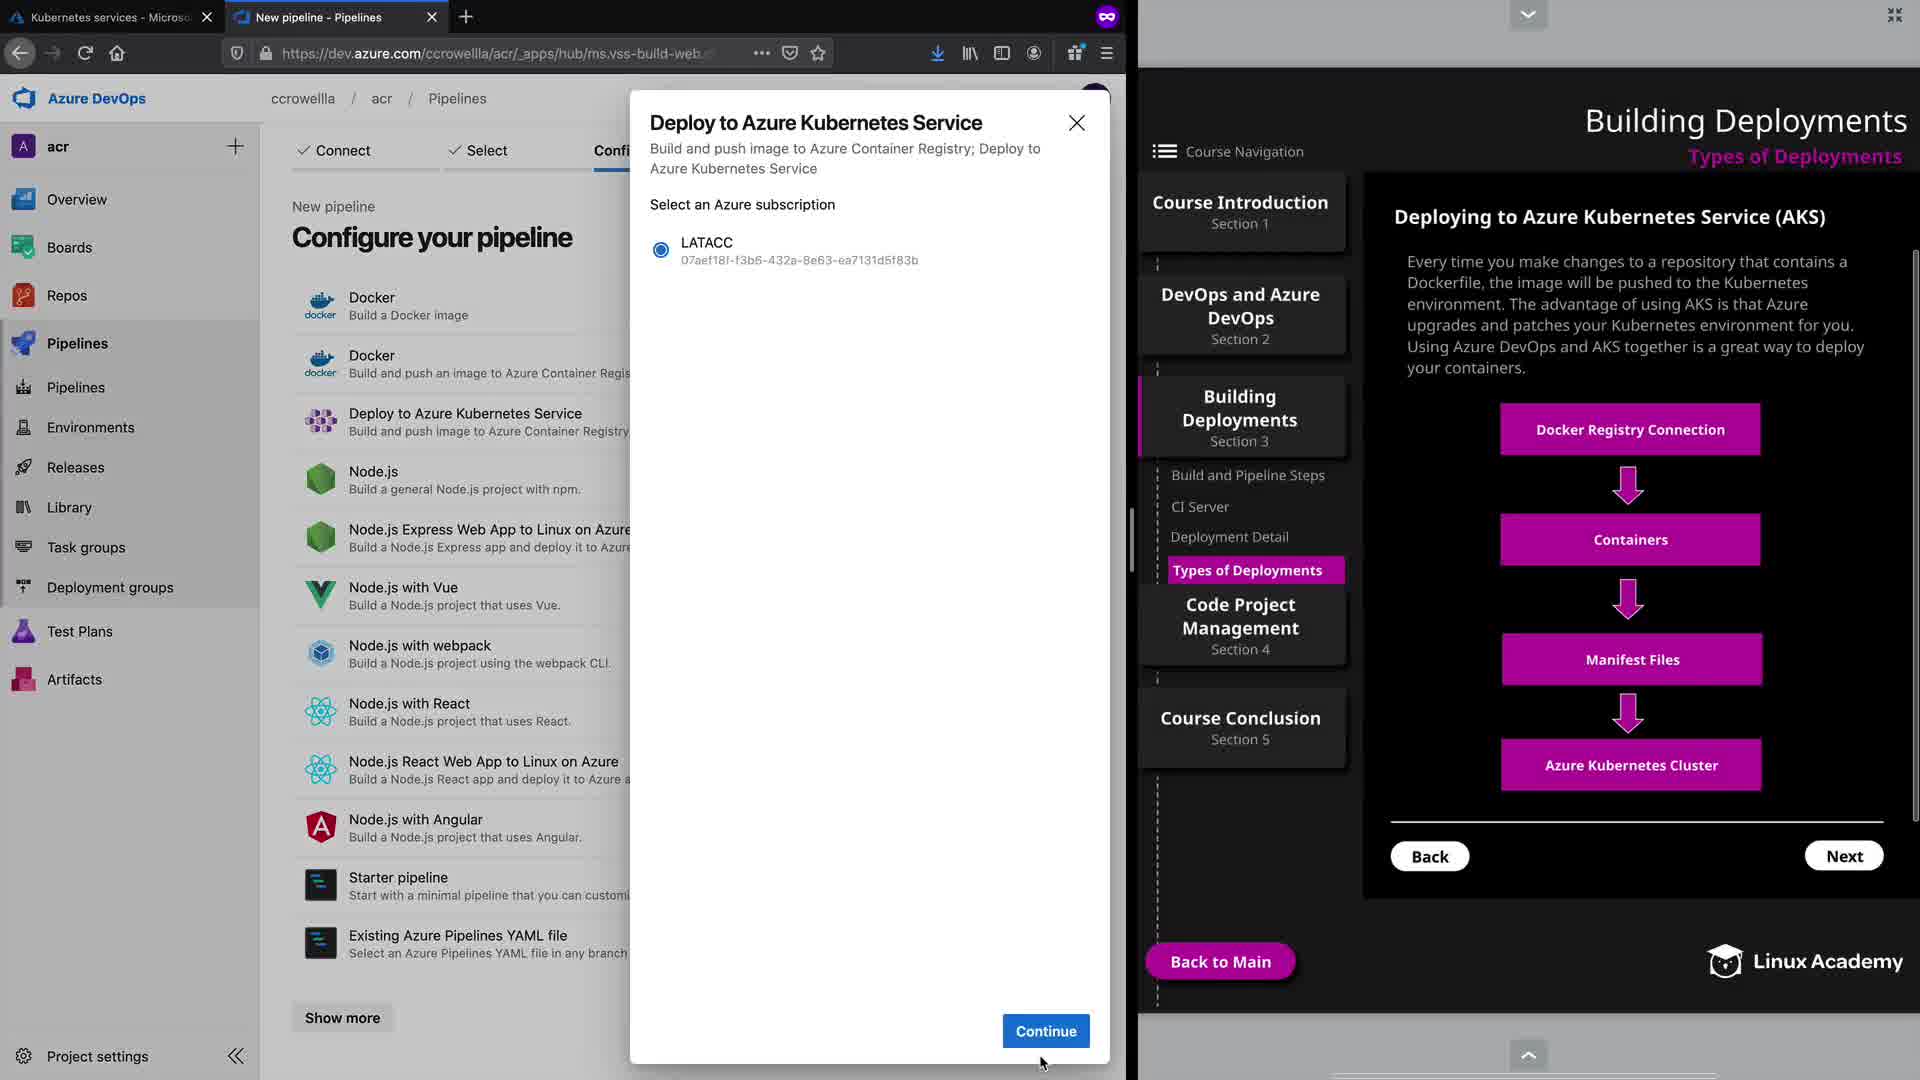 Kubernetes services - Micros
New pipeline - Pipelines
https://dev.azure.com/ccrowellla/acr/_apps/hub/ms.vss-build-web.c
Azure DevOps
ccrowellla / acr / Pipelines
A acr
Overview
Boards
Repos
Pipelines
Pipelines
Environments
Releases
Library
Task groups
Deployment groups
Test Plans
Artifacts
Project settings
Connect
Select
Confi
New pipeline
Configure your pipeline
docker
Docker
Build a Docker image
docker
Docker
Build and push an image to Azure Container Regis
Deploy to Azure Kubernetes Service
Build and push image to Azure Container Registry
Node.js
Build a general Node.js project with npm.
Node.js Express Web App to Linux on Azure
Build a Node.js Express app and deploy it to Azure
Node.js with Vue
Build a Node.js project that uses Vue.
Node.js with webpack
Build a Node.js project using the webpack CLI.
Node.js with React
Build a Node.js project that uses React.
Node.js React Web App to Linux on Azure
Build a Node.js React app and deploy it to Azure a
Node.js with Angular
Build a Node.js project that uses Angular.
Starter pipeline
Start with a minimal pipeline that you can customi
Existing Azure Pipelines YAML file
Select an Azure Pipelines YAML file in any branch
Show more
Deploy to Azure Kubernetes Service
Build and push image to Azure Container Registry; Deploy to
Azure Kubernetes Service
Select an Azure subscription
LATACC
07aef18f-f3b6-432a-8e63-ea7131d5f83b
Continue
Building Deployments
Types of Deployments
Course Navigation
Course Introduction
Section 1
DevOps and Azure
DevOps
Section 2
Building
Deployments
Section 3
Build and Pipeline Steps
CI Server
Deployment Detail
Types of Deployments
Code Project
Management
Section 4
Course Conclusion
Section 5
Back to Main
Deploying to Azure Kubernetes Service (AKS)
Every time you make changes to a repository that contains a
Dockerfile, the image will be pushed to the Kubernetes
environment. The advantage of using AKS is that Azure
upgrades and patches your Kubernetes environment for you.
Using Azure DevOps and AKS together is a great way to deploy
your containers.
Docker Registry Connection
Containers
Manifest Files
Azure Kubernetes Cluster
Back
Next
Linux Academy